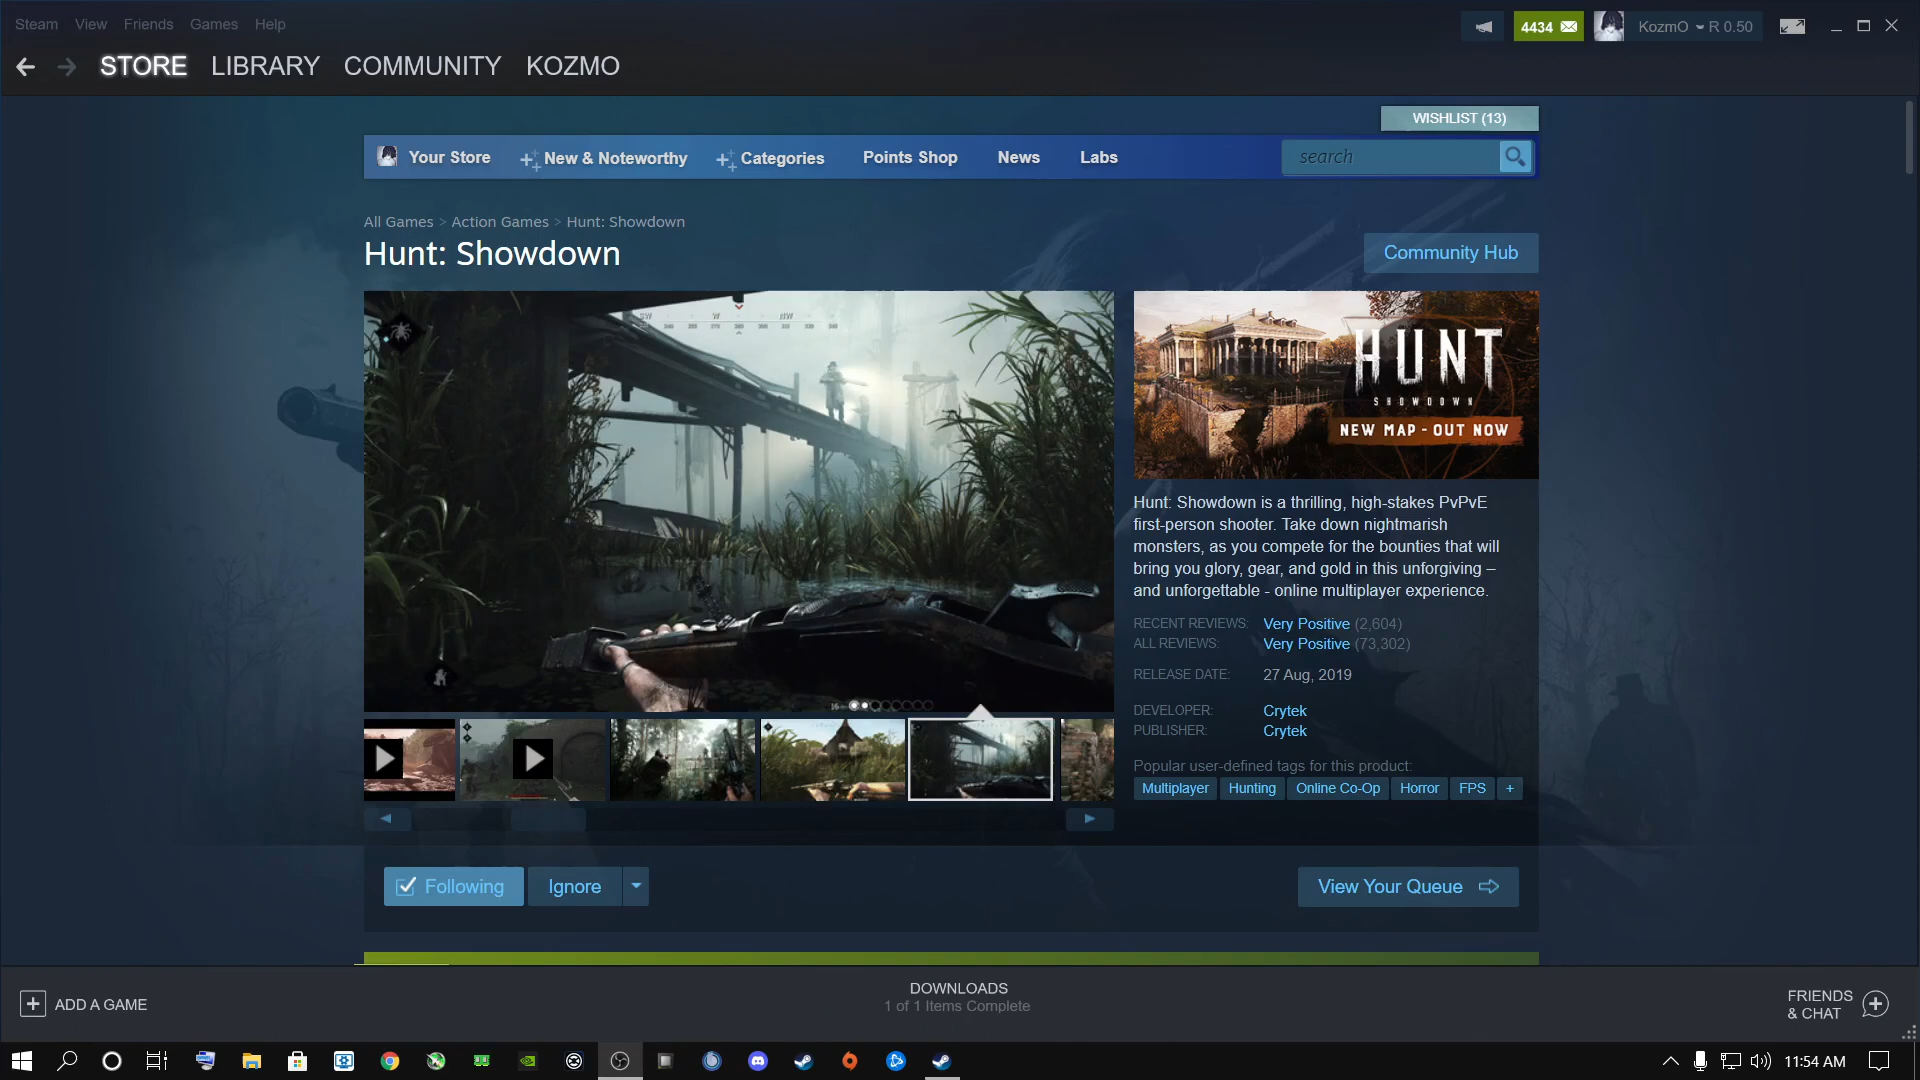 Steam View Friends Games Help
4434
KozmO R 0.50
STORE LIBRARY COMMUNITY KOZMO
WISHLIST (13)
Your Store New & Noteworthy Categories Points Shop News Labs
search
All Games > Action Games > Hunt: Showdown
Hunt: Showdown
Community Hub
HUNT
SHOWDOWN
NEW MAP - OUT NOW
Hunt: Showdown is a thrilling, high-stakes PvPvE
first-person shooter. Take down nightmarish
monsters, as you compete for the bounties that will
bring you glory, gear, and gold in this unforgiving –
and unforgettable - online multiplayer experience.
RECENT REVIEWS: Very Positive (2,604)
ALL REVIEWS: Very Positive (73,302)
RELEASE DATE: 27 Aug, 2019
DEVELOPER: Crytek
PUBLISHER: Crytek
Popular user-defined tags for this product:
Multiplayer Hunting Online Co-Op Horror FPS +
Following Ignore
View Your Queue
ADD A GAME
DOWNLOADS
1 of 1 Items Complete
FRIENDS
& CHAT
11:54 AM